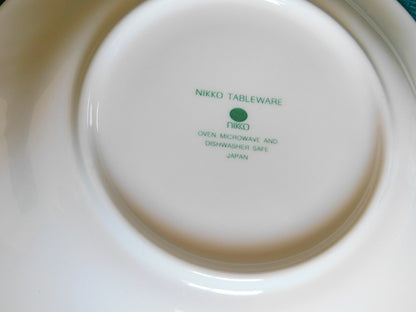 NIKKO TABLEWARE
nikko
OVEN, MICROWAVE AND
DISHWASHER SAFE
JAPAN